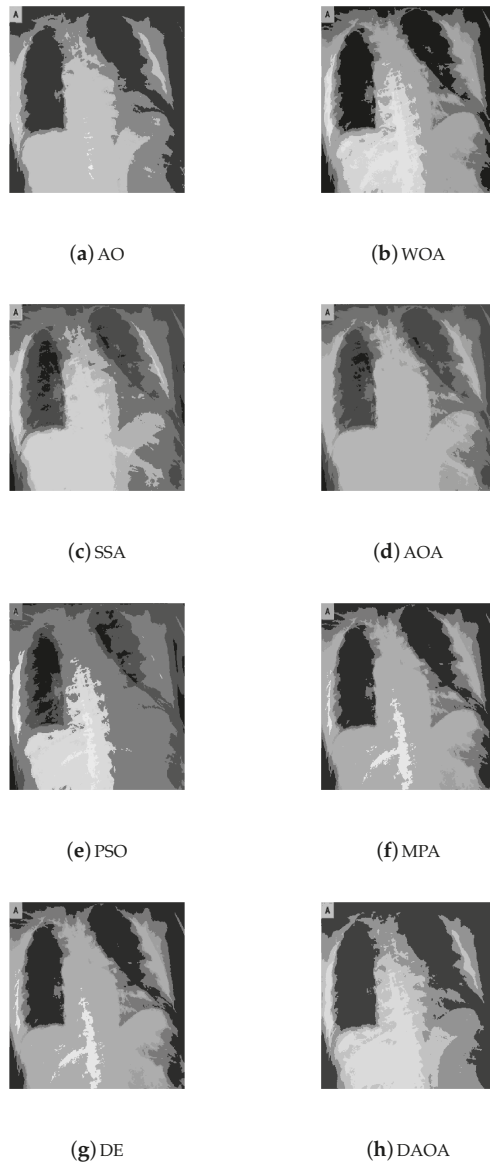 A
A
(a) AO
(b) WOA
A
A
(c) SSA
(d) AOA
A
A
(e) PSO
(f) MPA
A
A
(g) DE
(h) DAOA